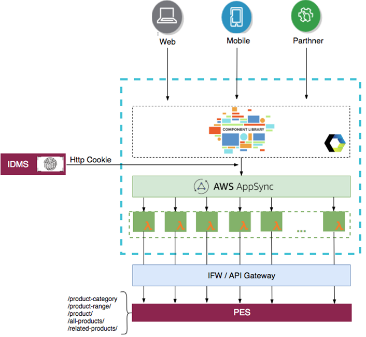 Web
Mobile
Parthner
COMPONENT LIBRARY
IDMS
Http Cookie
AWS AppSync
...
IFW / API Gateway
/product-category
/product-range/
/product/
/all-products/
/related-products/
PES